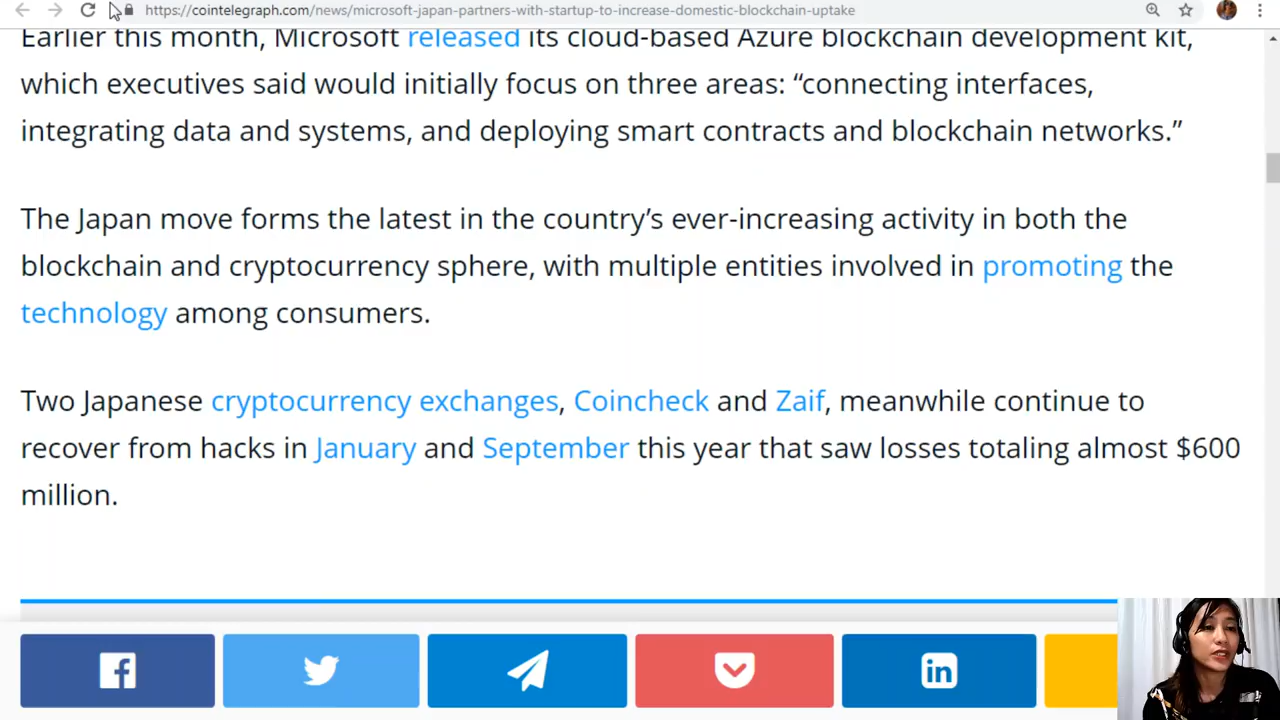 https://cointelegraph.com/news/microsoft-japan-partners-with-startup-to-increase-domestic-blockchain-uptake
Earlier this month, Microsoft released its cloud-based Azure blockchain development kit,
which executives said would initially focus on three areas: “connecting interfaces,
integrating data and systems, and deploying smart contracts and blockchain networks.”
The Japan move forms the latest in the country’s ever-increasing activity in both the
blockchain and cryptocurrency sphere, with multiple entities involved in promoting the
technology among consumers.
Two Japanese cryptocurrency exchanges, Coincheck and Zaif, meanwhile continue to
recover from hacks in January and September this year that saw losses totaling almost $600
million.